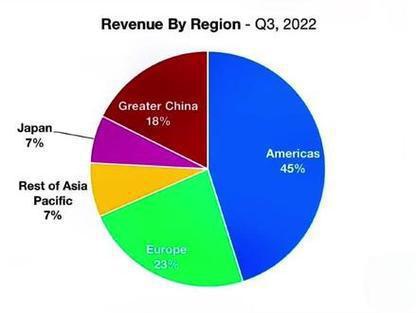 Revenue By Region - Q3, 2022
Greater China
18%
Japan
7%
Americas
45%
Rest of Asia
Pacific
7%
Europe
23%